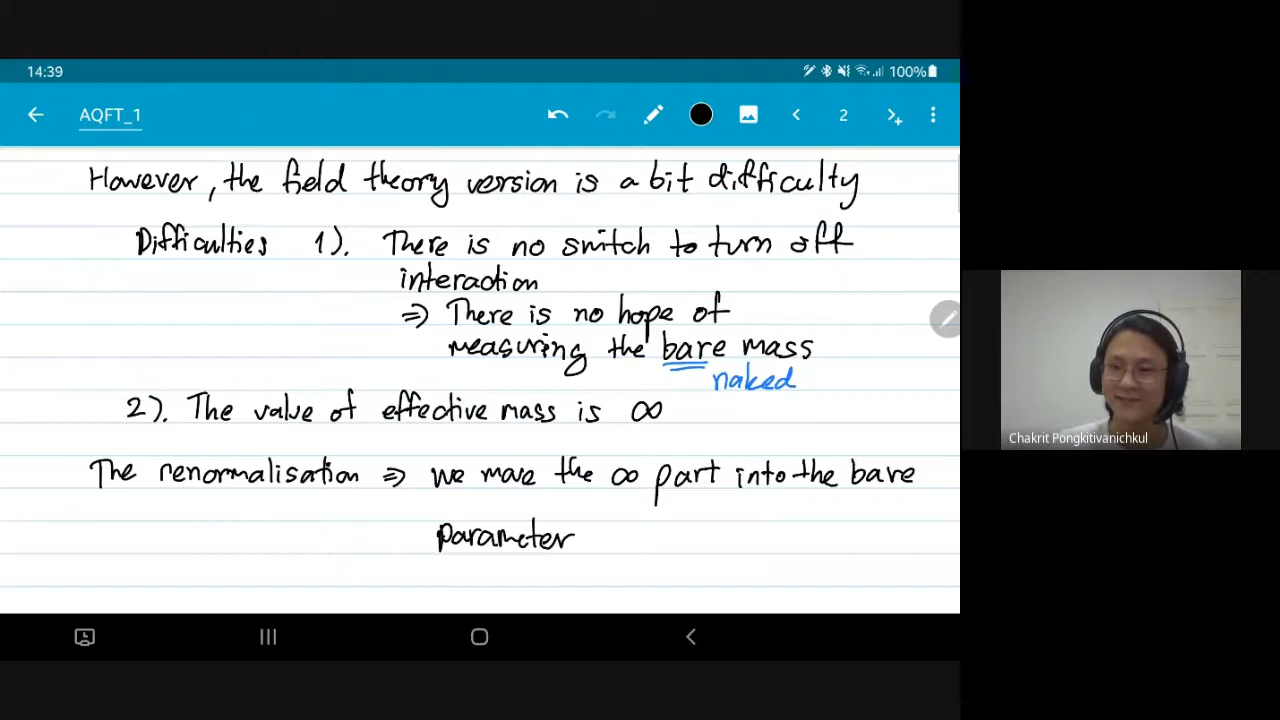 14:39
100%
AQFT_1
2
However, the field theory version is a bit difficulty
Difficulties 1). There is no switch to turn off
interaction
⇒ There is no hope of
measuring the bare mass
naked
2). The value of effective mass is ∞
The renormalisation ⇒ we move the ∞ part into the bare
parameter
Chakrit Pongkitivanichkul